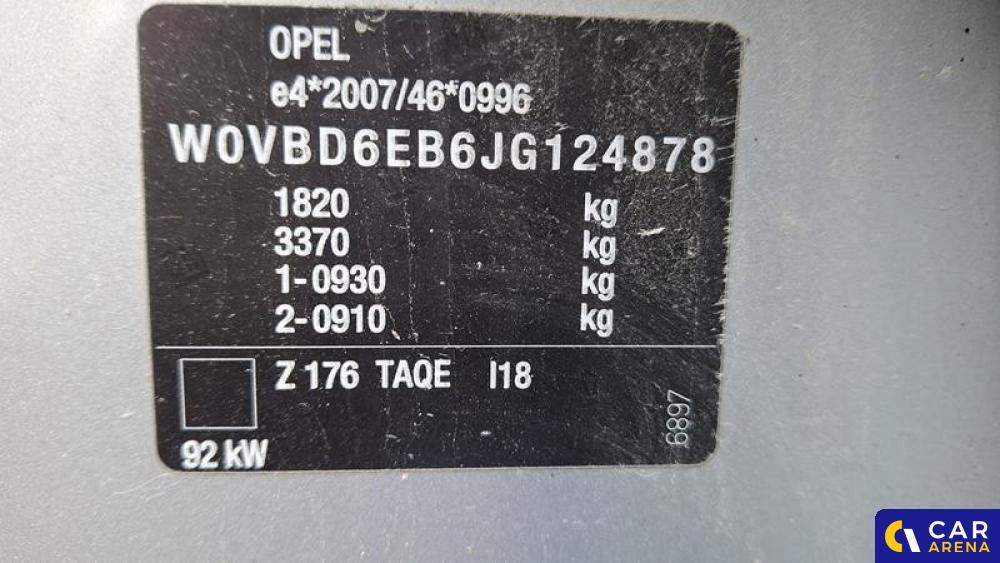 OPEL
e4*2007/46*0996
W0VBD6EB6JG124878
1820 kg
3370 kg
1-0930 kg
2-0910 kg
Z 176 TAQE I18
92 kW
6897
CAR
ARENA